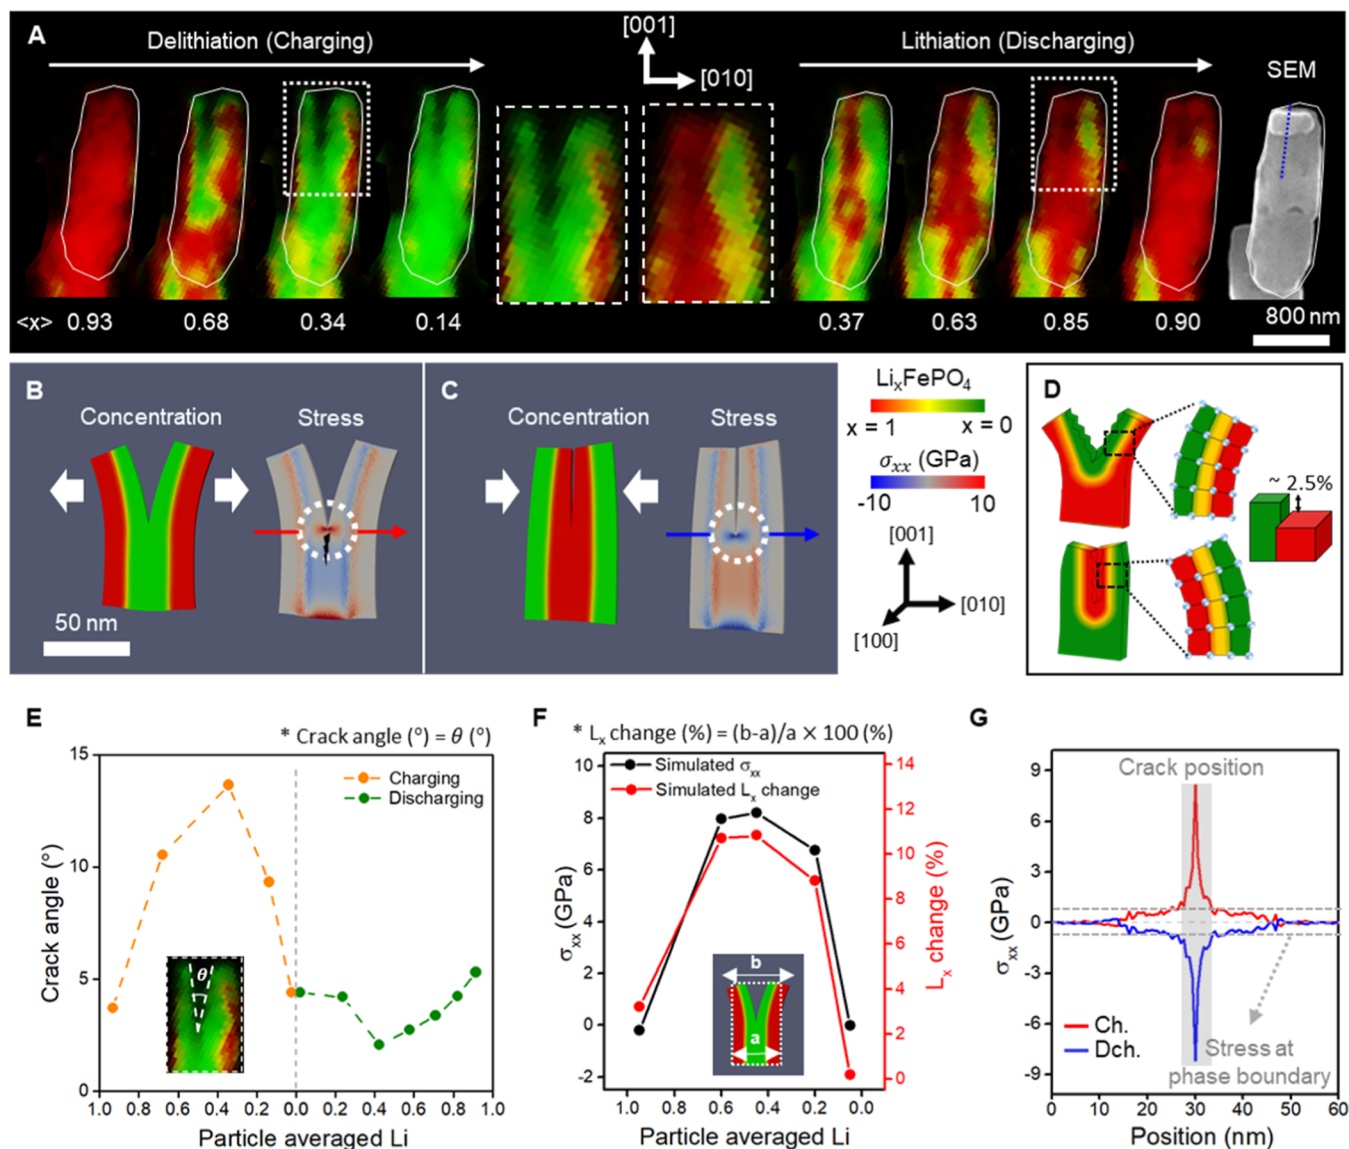 A
Delithiation (Charging)
[001]
[010]
Lithiation (Discharging)
SEM
<x> 0.93 0.68 0.34 0.14 0.37 0.63 0.85 0.90 800 nm
B
Concentration Stress
50 nm
C
Concentration Stress
LixFePO4
x = 1 x = 0
σxx (GPa)
-10 10
[001]
[010]
[100]
D
~ 2.5%
E
* Crack angle (°) = θ (°)
Charging
Discharging
Crack angle (°)
15
10
5
0
θ
1.0 0.8 0.6 0.4 0.2 0.0 0.2 0.4 0.6 0.8 1.0
Particle averaged Li
F
* Lx change (%) = (b-a)/a × 100 (%)
Simulated σxx
Simulated Lx change
σxx (GPa)
10
8
6
4
2
0
-2
b
a
14
12
10
8
6
4
2
0
Lx change (%)
1.0 0.8 0.6 0.4 0.2 0.0
Particle averaged Li
G
Crack position
σxx (GPa)
9
6
3
0
-3
-6
-9
Ch.
Dch.
Stress at
phase boundary
0 10 20 30 40 50 60
Position (nm)